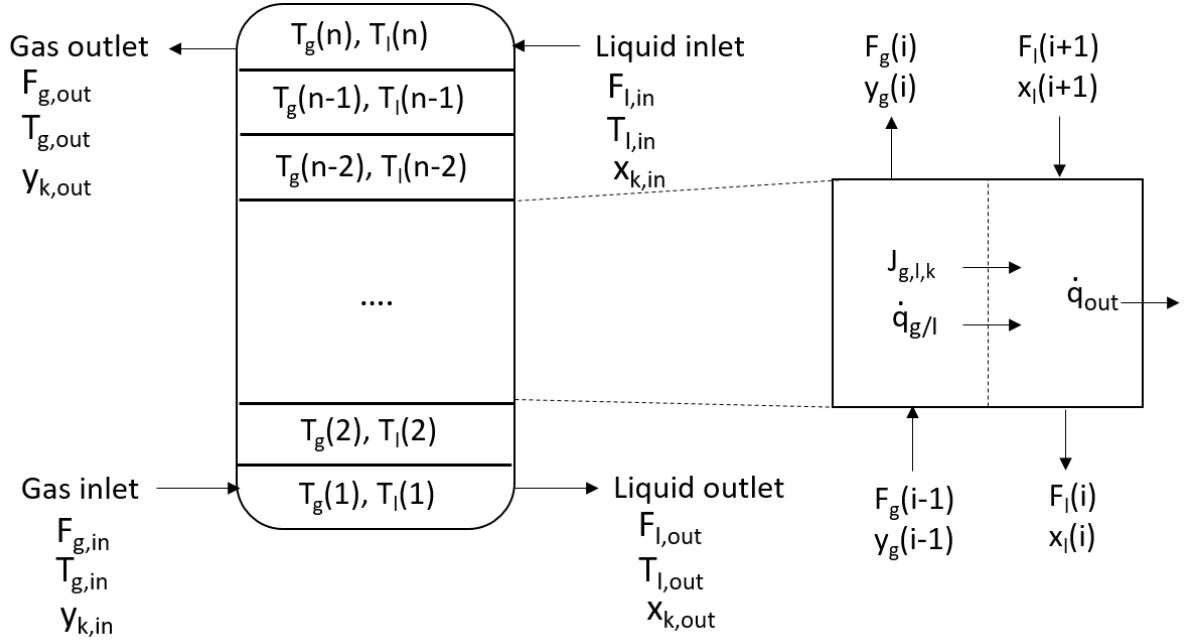 Gas outlet
F_g,out
T_g,out
y_k,out
T_g(n), T_l(n)
T_g(n-1), T_l(n-1)
T_g(n-2), T_l(n-2)
....
T_g(2), T_l(2)
T_g(1), T_l(1)
Liquid inlet
F_l,in
T_l,in
x_k,in
Gas inlet
F_g,in
T_g,in
y_k,in
Liquid outlet
F_l,out
T_l,out
x_k,out
F_g(i)
y_g(i)
F_l(i+1)
x_l(i+1)
J_g,l,k
q̇_g/l
q̇_out
F_g(i-1)
y_g(i-1)
F_l(i)
x_l(i)